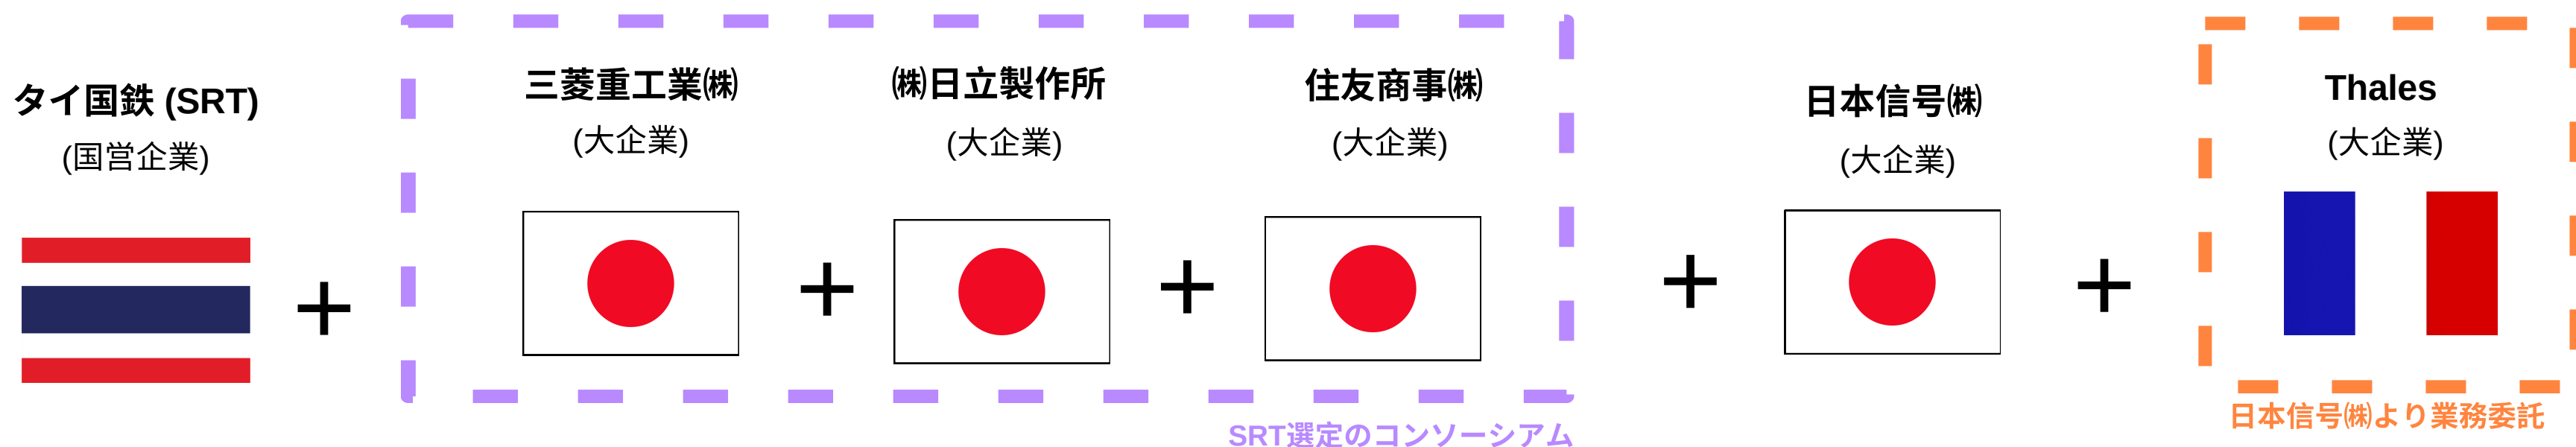 タイ国鉄 (SRT)
(国営企業)
三菱重工業㈱
(大企業)
㈱日立製作所
(大企業)
住友商事㈱
(大企業)
SRT選定のコンソーシアム
日本信号㈱
(大企業)
Thales
(大企業)
日本信号㈱より業務委託